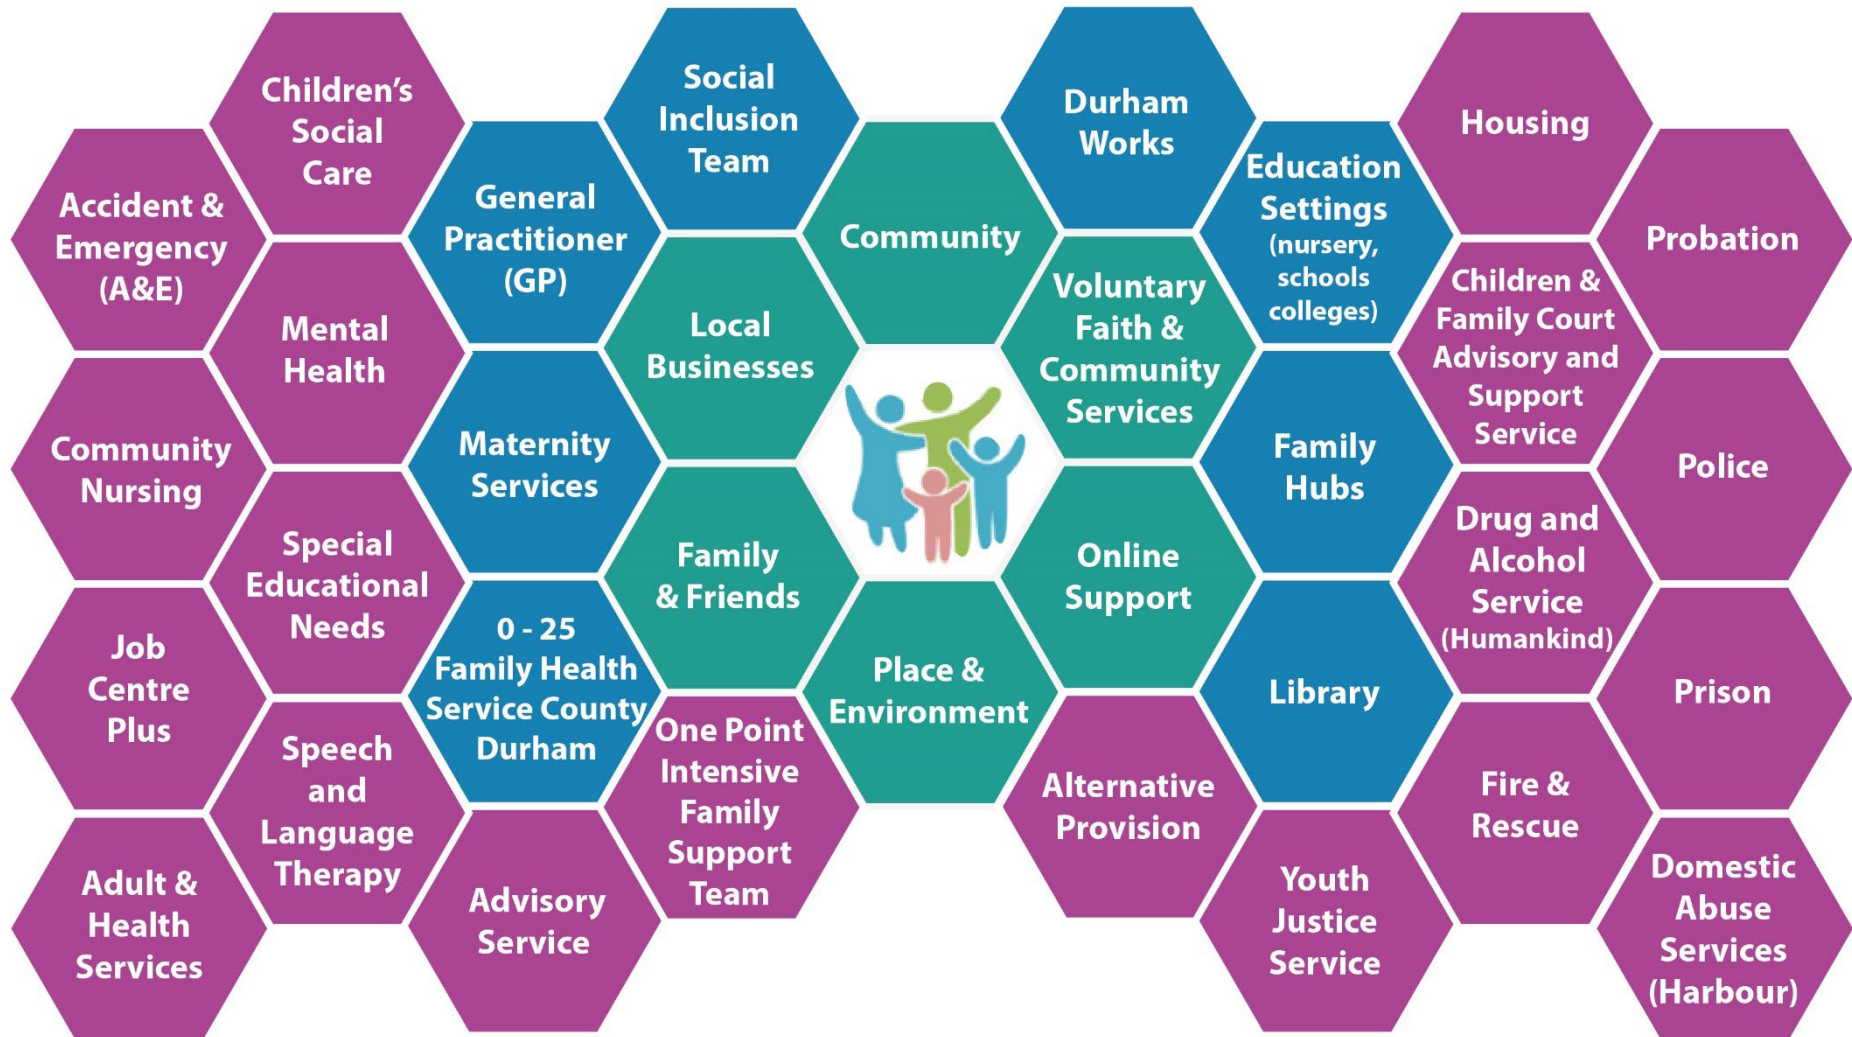 Children's
Social
Care
Social
Inclusion
Team
Durham
Works
Housing
Accident &
Emergency
(A&E)
General
Practitioner
(GP)
Community
Education
Settings
(nursery,
schools
colleges)
Probation
Mental
Health
Local
Businesses
Voluntary
Faith &
Community
Services
Children &
Family Court
Advisory and
Support
Service
Community
Nursing
Maternity
Services
Family
Hubs
Police
Special
Educational
Needs
Family
& Friends
Online
Support
Drug and
Alcohol
Service
(Humankind)
Job
Centre
Plus
0 - 25
Family Health
Service County
Durham
Place &
Environment
Library
Prison
Speech
and
Language
Therapy
One Point
Intensive
Family
Support
Team
Alternative
Provision
Fire &
Rescue
Adult &
Health
Services
Advisory
Service
Youth
Justice
Service
Domestic
Abuse
Services
(Harbour)